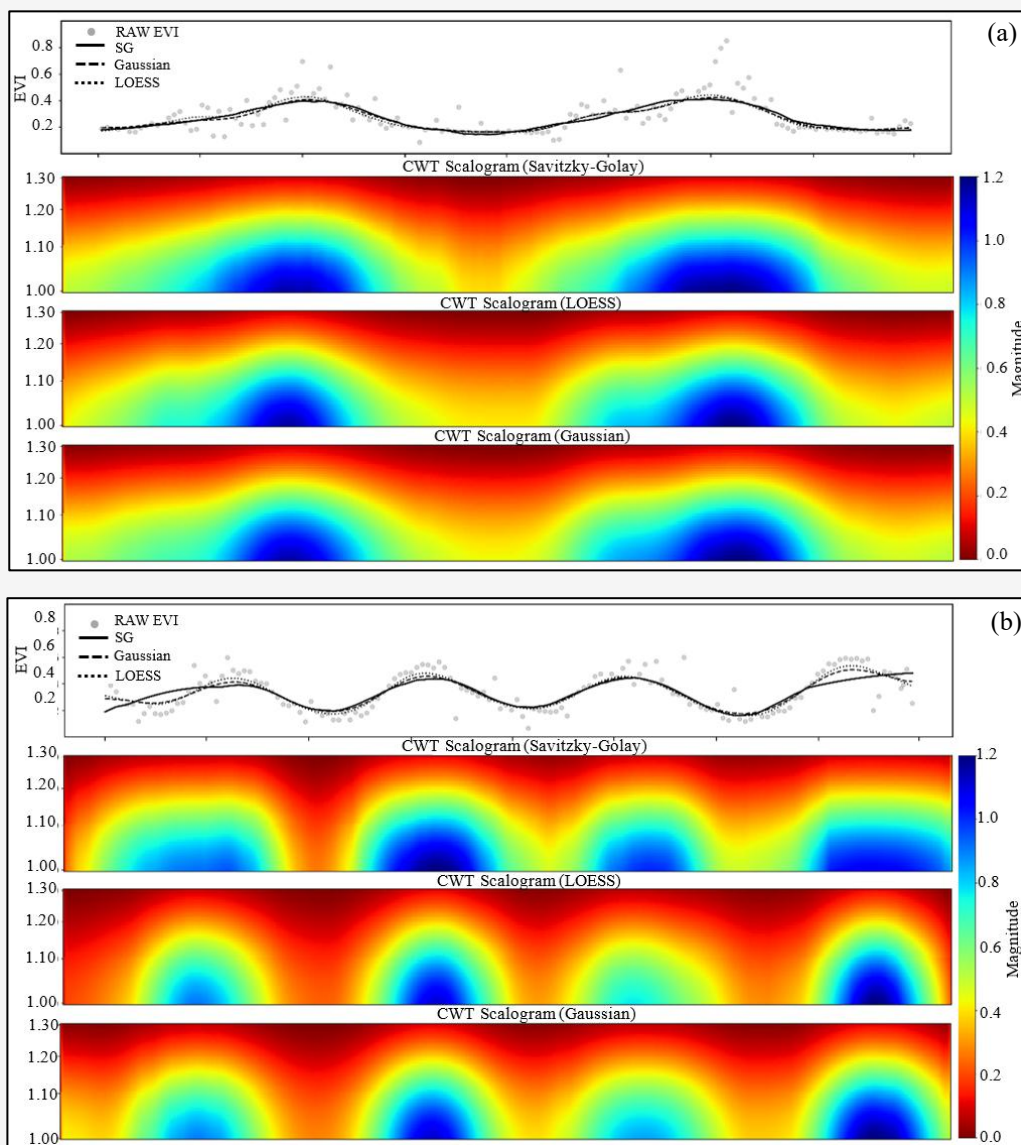 (a)
0.8
0.6
0.4
0.2
EVI
RAW EVI
SG
Gaussian
LOESS
CWT Scalogram (Savitzky-Golay)
1.30
1.20
1.10
1.00
CWT Scalogram (LOESS)
1.30
1.20
1.10
1.00
CWT Scalogram (Gaussian)
1.30
1.20
1.10
1.00
1.2
1.0
0.8
0.6
0.4
0.2
0.0
Magnitude
(b)
0.8
0.6
0.4
0.2
EVI
RAW EVI
SG
Gaussian
LOESS
CWT Scalogram (Savitzky-Golay)
1.30
1.20
1.10
1.00
CWT Scalogram (LOESS)
1.30
1.20
1.10
1.00
CWT Scalogram (Gaussian)
1.30
1.20
1.10
1.00
1.2
1.0
0.8
0.6
0.4
0.2
0.0
Magnitude